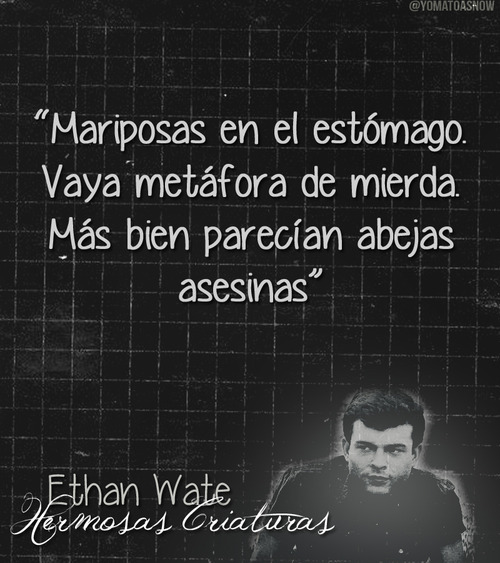 @YOMATOASNOW
“Mariposas en el estómago.
Vaya metáfora de mierda.
Más bien parecían abejas
asesinas”
Ethan Wate
Hermosas Criaturas